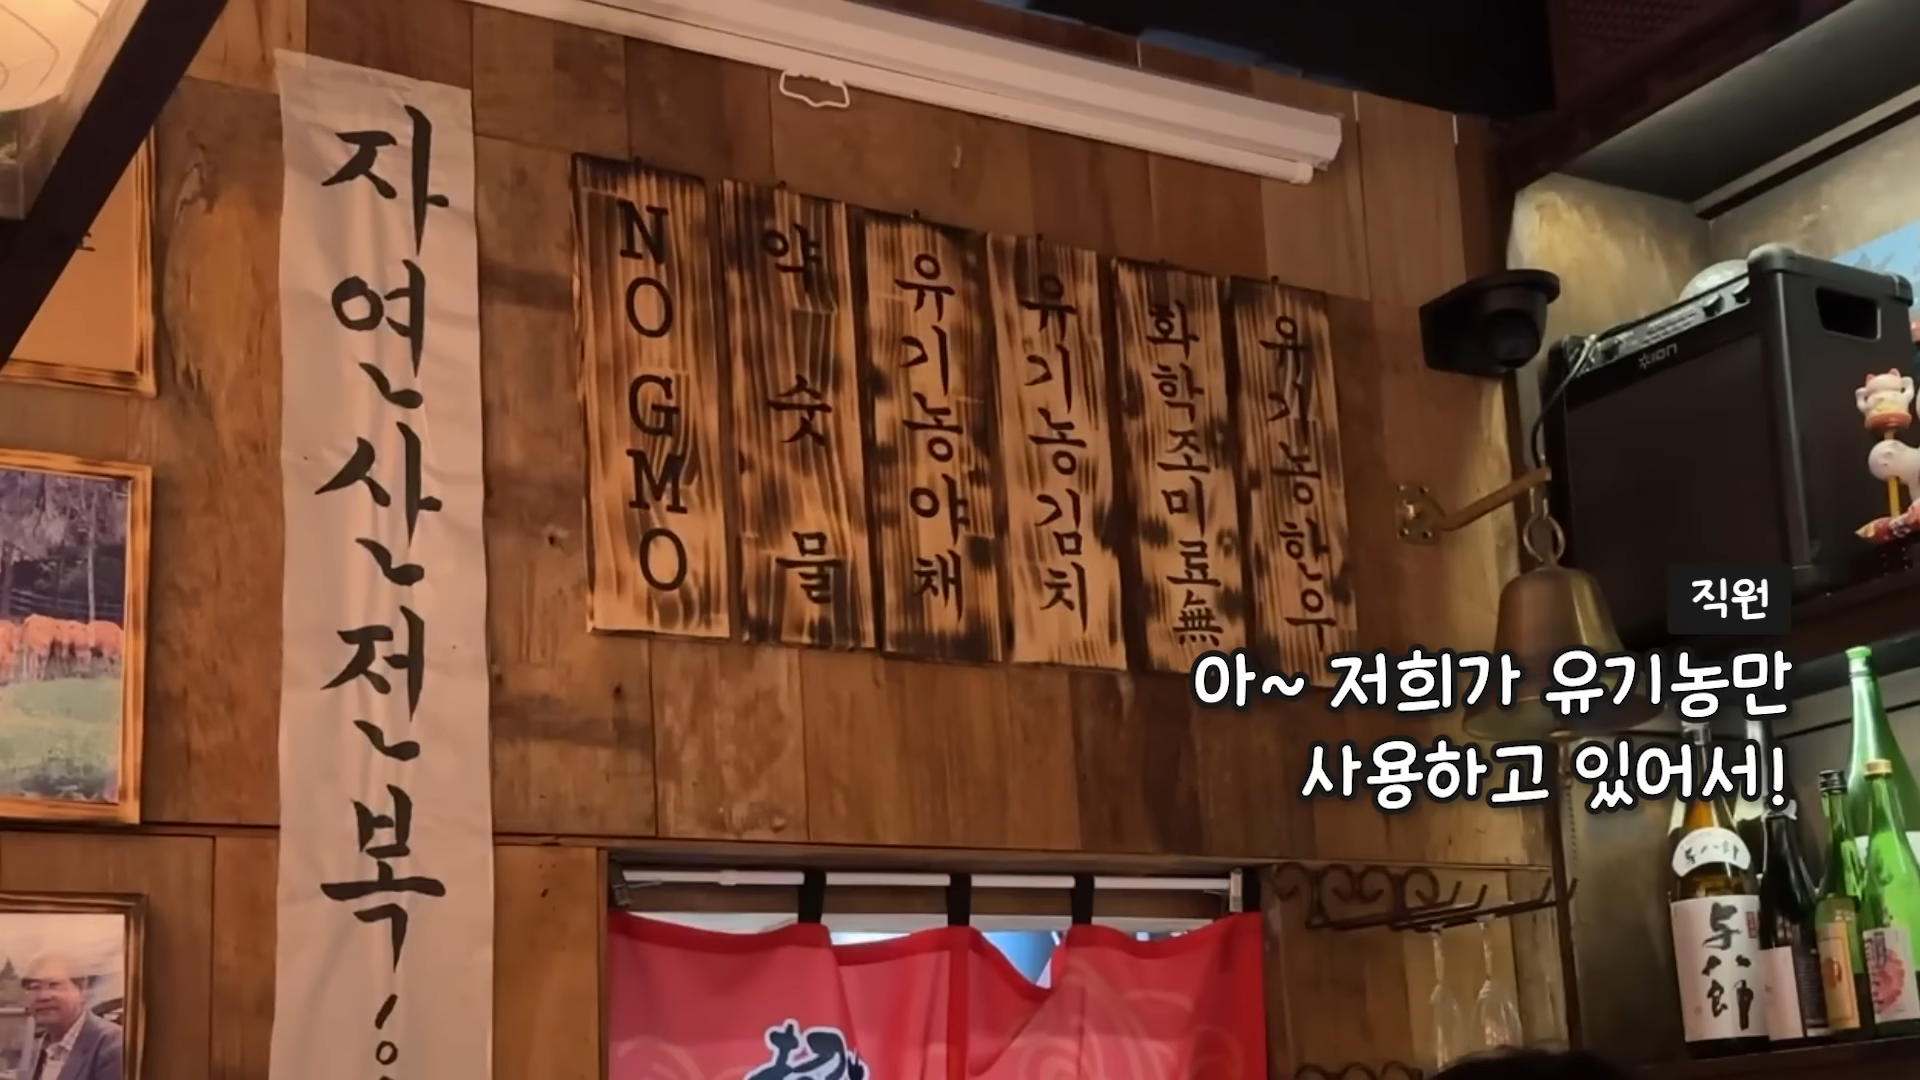 자연산전복
NO GMO
약숫물
유기농야채
유기농김치
화학조미료無
유기농한우
ion
직원
아~ 저희가 유기농만
사용하고 있어서!